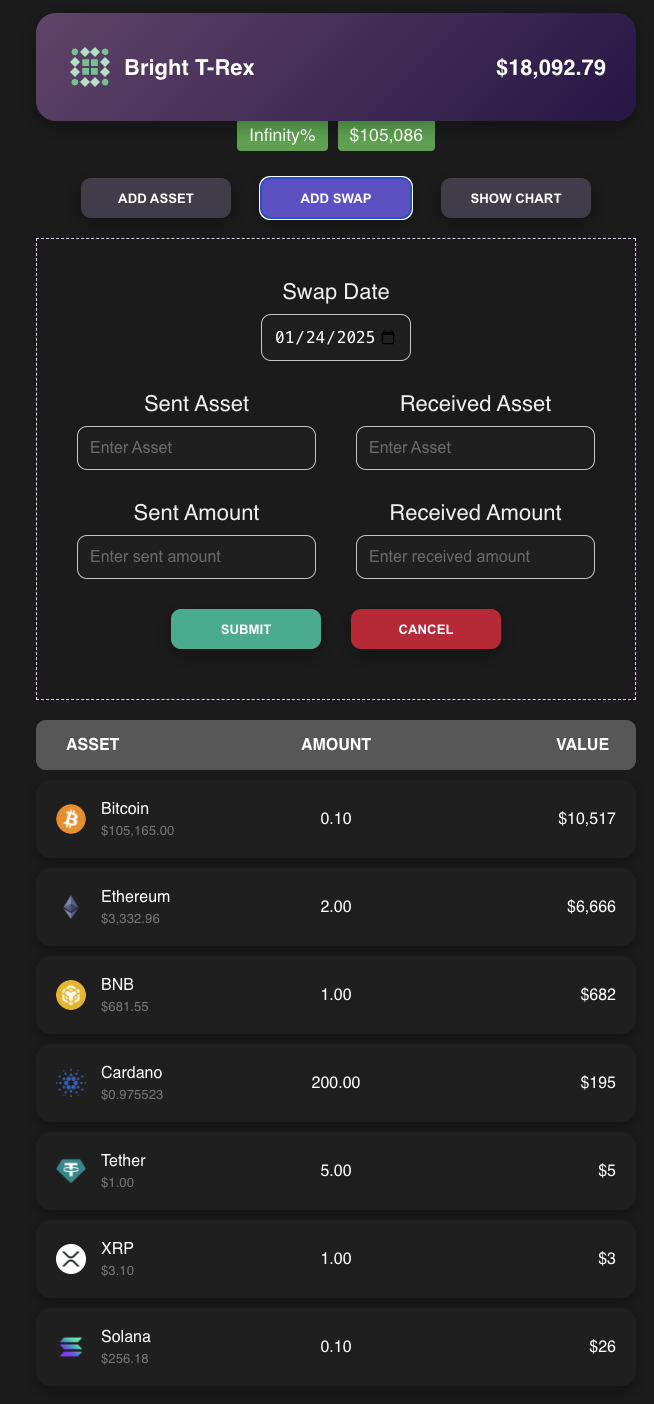 Bright T-Rex $18,092.79
Infinity% $105,086
ADD ASSET ADD SWAP SHOW CHART
Swap Date
01/24/2025
Sent Asset Received Asset
Enter Asset Enter Asset
Sent Amount Received Amount
Enter sent amount Enter received amount
SUBMIT CANCEL
ASSET AMOUNT VALUE
Bitcoin
$105,165.00
0.10 $10,517
Ethereum
$3,332.96
2.00 $6,666
BNB
$681.55
1.00 $682
Cardano
$0.975523
200.00 $195
Tether
$1.00
5.00 $5
XRP
$3.10
1.00 $3
Solana
$256.18
0.10 $26